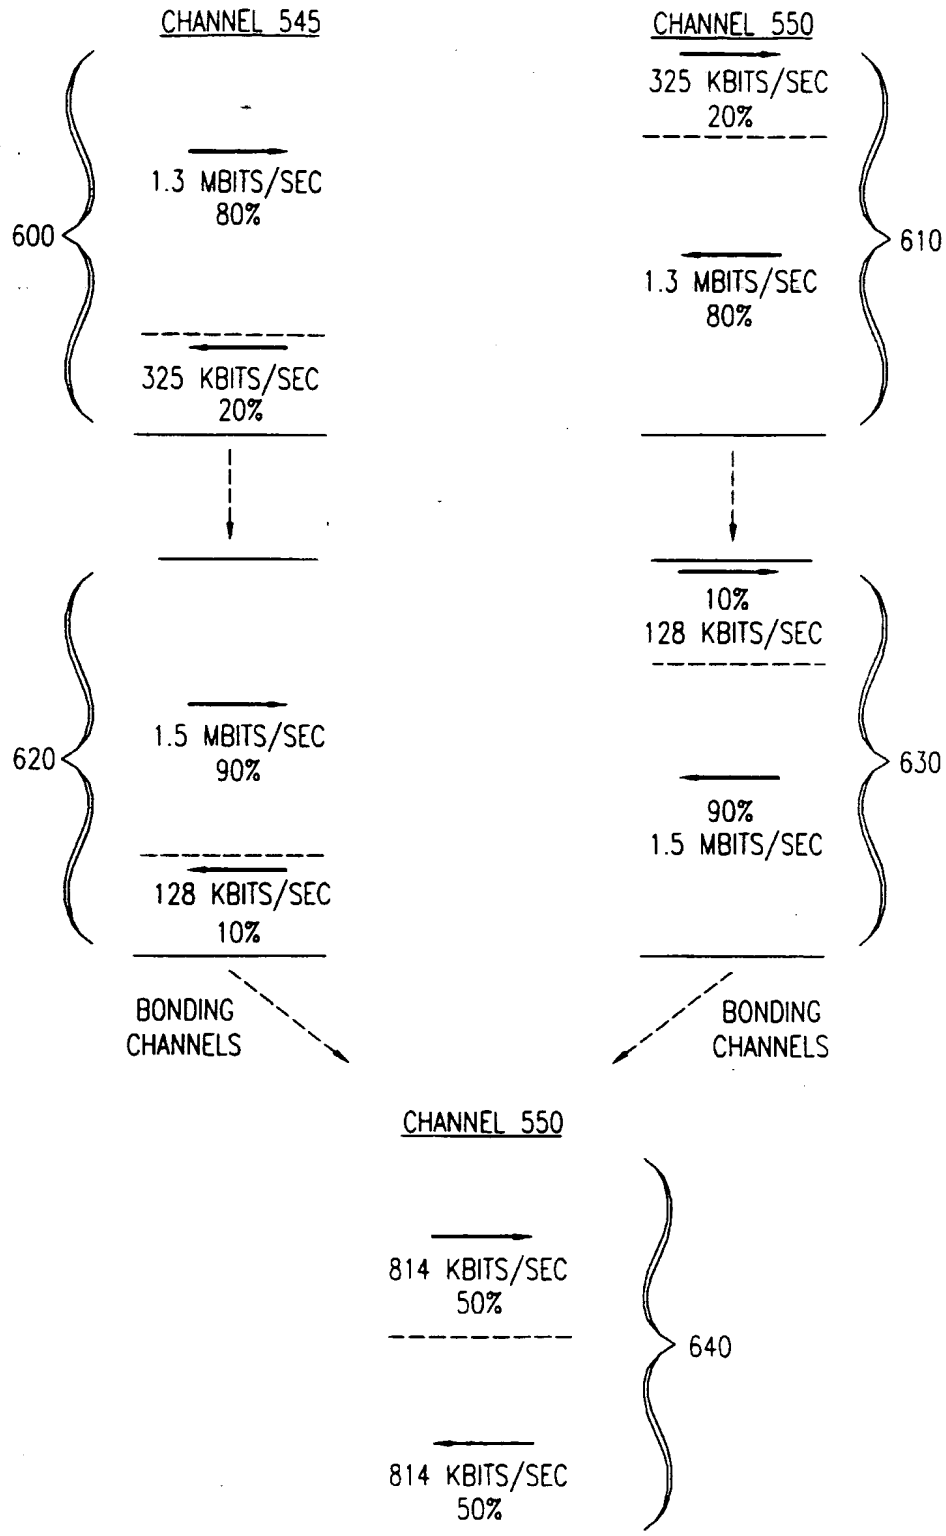 CHANNEL 545
1.3 MBITS/SEC
80%
600
325 KBITS/SEC
20%
CHANNEL 550
325 KBITS/SEC
20%
1.3 MBITS/SEC
80%
610
1.5 MBITS/SEC
90%
620
128 KBITS/SEC
10%
10%
128 KBITS/SEC
90%
1.5 MBITS/SEC
630
BONDING
CHANNELS
BONDING
CHANNELS
CHANNEL 550
814 KBITS/SEC
50%
640
814 KBITS/SEC
50%